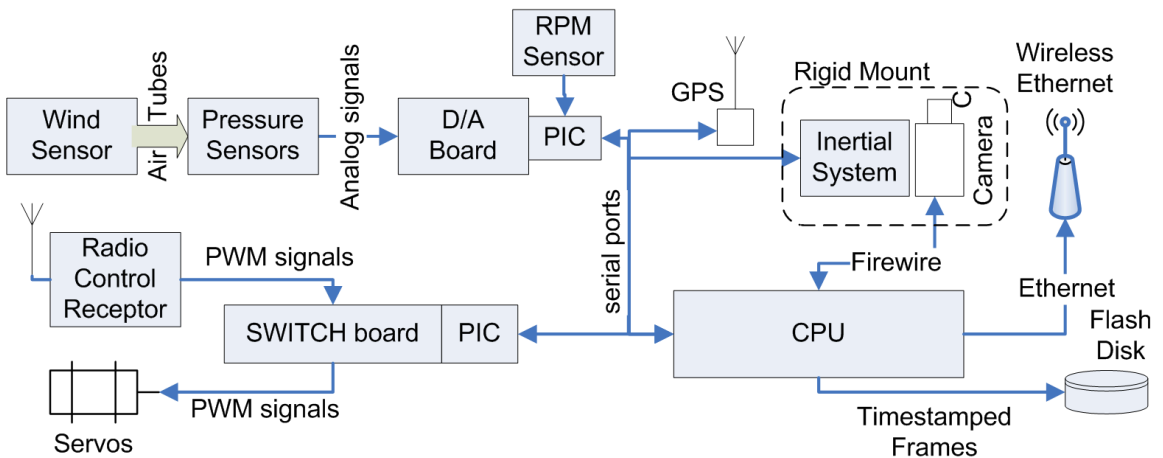 RPM
Sensor
Wireless
Ethernet
Rigid Mount
GPS
Wind
Sensor
Air Tubes
Pressure
Sensors
Analog signals
D/A
Board
PIC
Inertial
System
C
Camera
Radio
Control
Receptor
PWM signals
serial ports
Firewire
Ethernet
SWITCH board
PIC
CPU
Flash
Disk
PWM signals
Servos
Timestamped
Frames